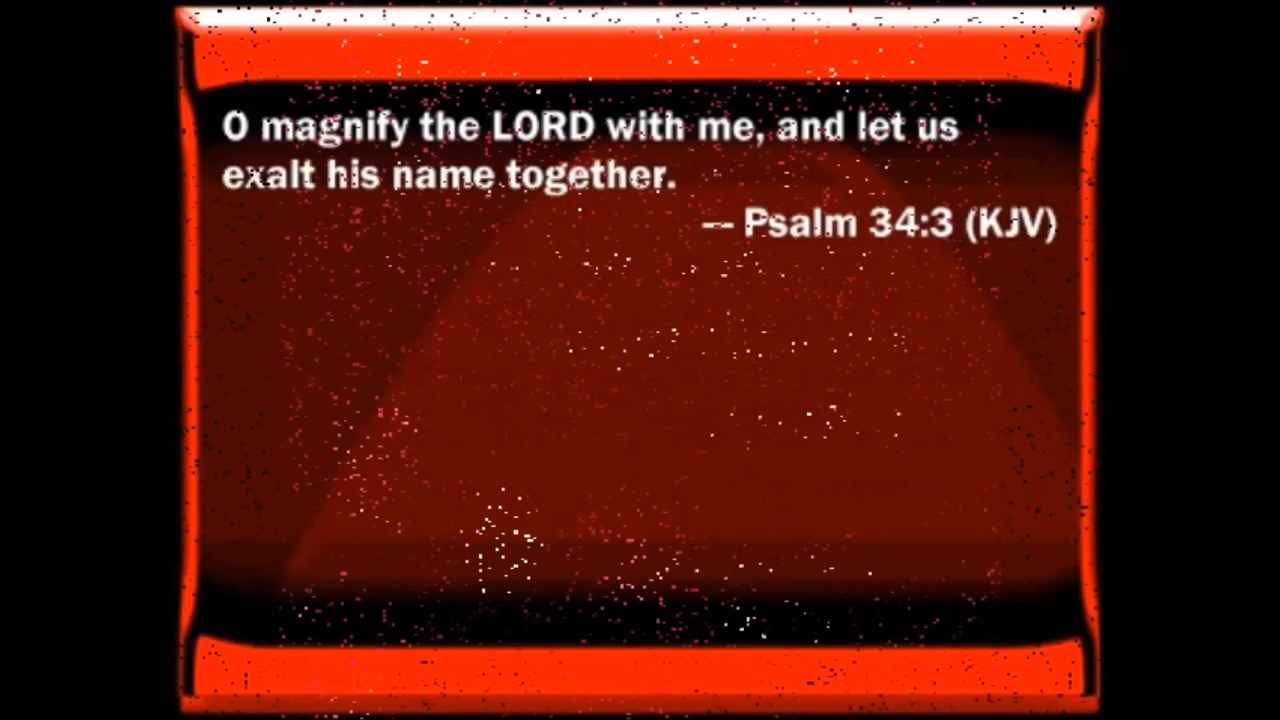 O magnify the LORD with me, and let us
exalt his name together.
-- Psalm 34:3 (KJV)